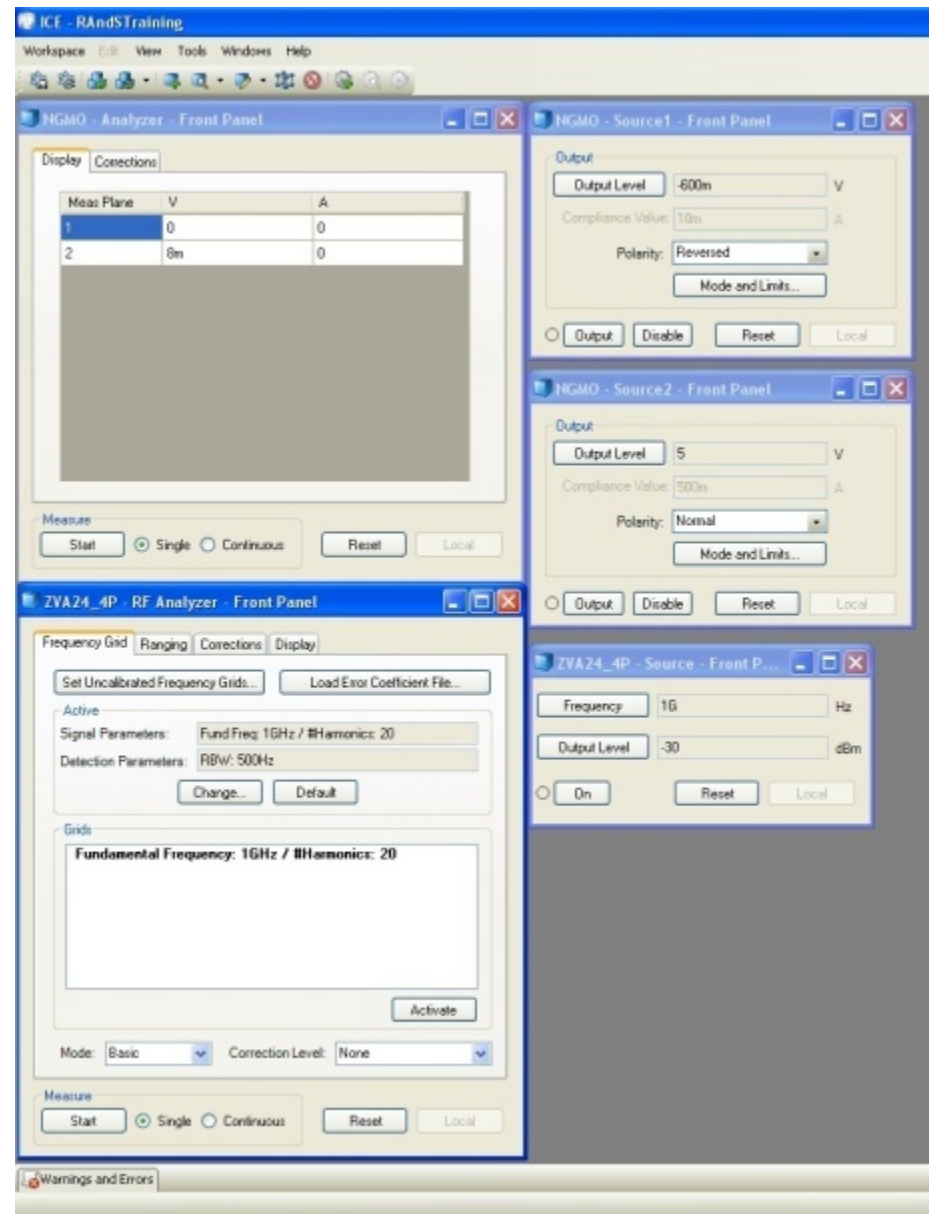 ICE - RAndSTraining
Workspace Edit View Tools Windows Help
NGMO - Analyzer - Front Panel
Display Corrections
Meas Plane V A
1 0 0
2 8m 0
Measure
Start Single Continuous Reset Local
NGMO - Source1 - Front Panel
Output
Output Level -600m V
Compliance Value: 10m A
Polarity: Reversed
Mode and Limits...
Output Disable Reset Local
NGMO - Source2 - Front Panel
Output
Output Level 5 V
Compliance Value: 500m A
Polarity: Normal
Mode and Limits...
Output Disable Reset Local
ZVA24_4P - RF Analyzer - Front Panel
Frequency Grid Ranging Corrections Display
Set Uncalibrated Frequency Grids... Load Error Coefficient File...
Active
Signal Parameters: Fund Freq: 1GHz / #Harmonics: 20
Detection Parameters: RBW: 500Hz
Change... Default
Grids
Fundamental Frequency: 1GHz / #Harmonics: 20
Activate
Mode: Basic Correction Level: None
Measure
Start Single Continuous Reset Local
ZVA24_4P - Source - Front P...
Frequency 1G Hz
Output Level -30 dBm
On Reset Local
Warnings and Errors